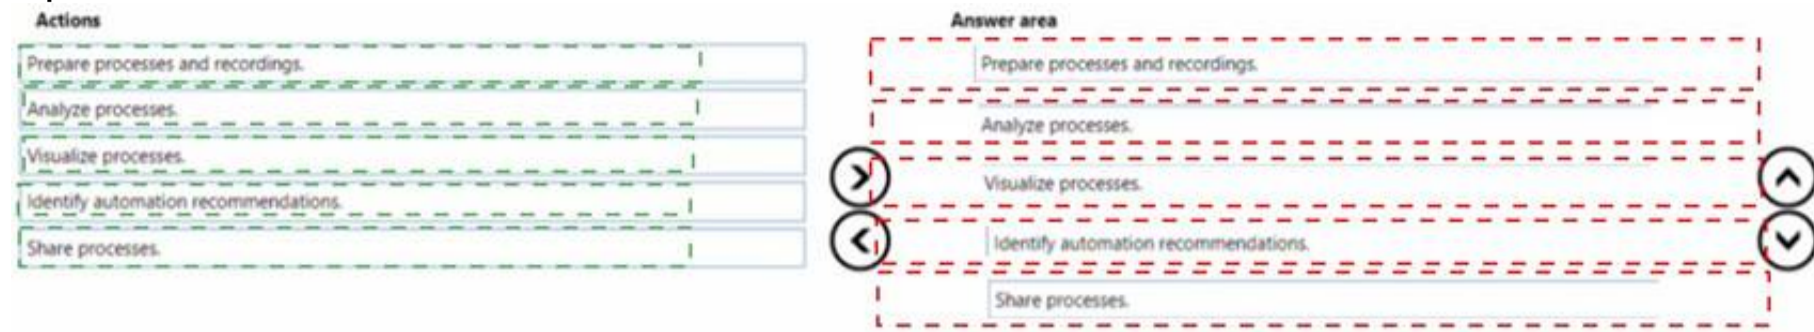 Actions
Prepare processes and recordings.
Analyze processes.
Visualize processes.
Identify automation recommendations.
Share processes.
Answer area
Prepare processes and recordings.
Analyze processes.
Visualize processes.
Identify automation recommendations.
Share processes.